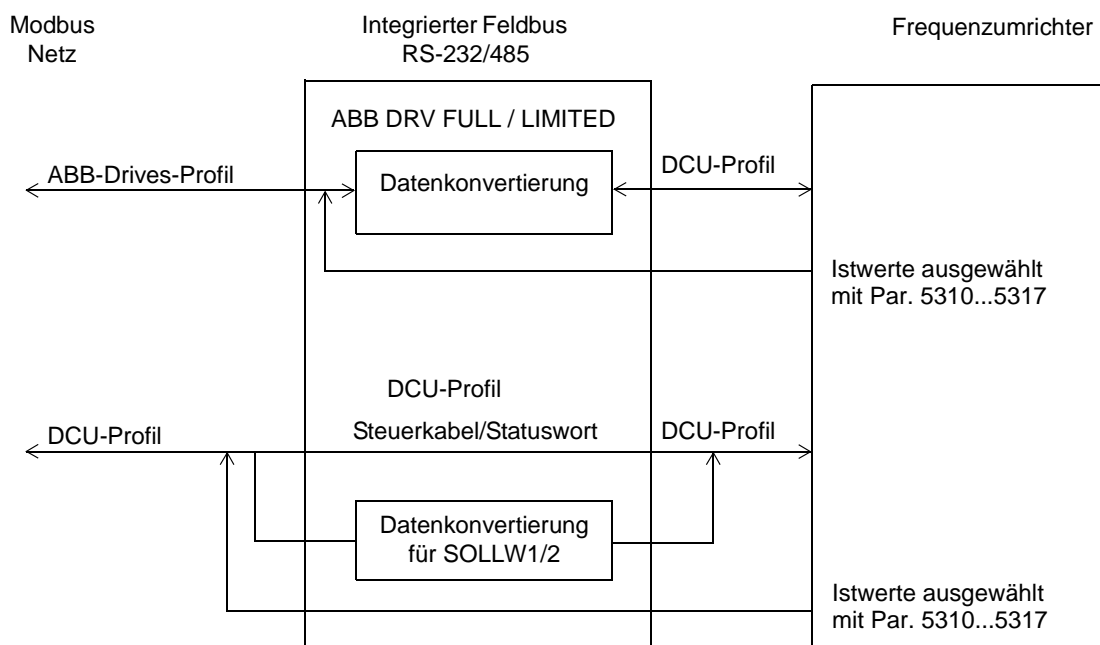 Modbus
Netz
Integrierter Feldbus
RS-232/485
Frequenzumrichter
ABB DRV FULL / LIMITED
ABB-Drives-Profil
Datenkonvertierung
DCU-Profil
Istwerte ausgewählt
mit Par. 5310...5317
DCU-Profil
DCU-Profil
Steuerkabel/Statuswort
DCU-Profil
Datenkonvertierung
für SOLLW1/2
Istwerte ausgewählt
mit Par. 5310...5317